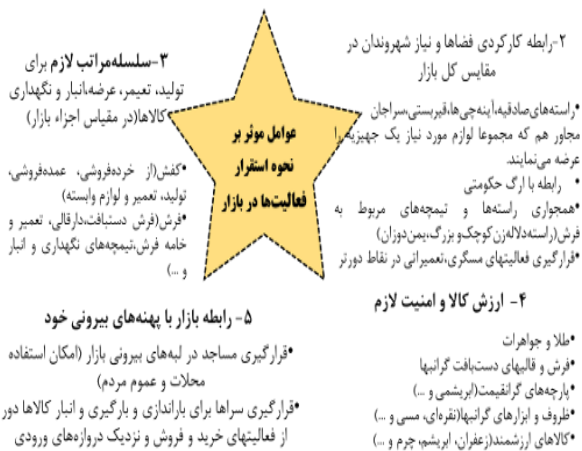 ۲-رابطه کارکردی فضاها و نیاز شهروندان در
مقایس کل بازار
•راسته‌های‌صادقیه،آینه‌چی‌ها،قیربستی،سراجان
مجاور هم که مجموعا لوازم مورد نیاز یک جهیزیه را
عرضه می‌نمایند.
• رابطه با ارگ حکومتی
•همجواری راسته‌ها و تیمچه‌های مربوط به
فرش(راسته‌دلاله‌زن‌کوچک‌و بزرگ،یمن‌دوزان)
•قرارگیری فعالیتهای مسگری،تعمیراتی در نقاط دورتر
۳-سلسله‌مراتب لازم برای
تولید، تعیمر، عرضه،انبار و نگهداری
کالاها(در مقیاس اجزاء بازار)
•کفش(از خرده‌فروشی، عمده‌فروشی،
تولید، تعمیر و لوازم وابسته)
•فرش(فرش دستبافت،دارقالی، تعمیر و
خامه فرش،تیمچه‌های نگهداری و انبار
و ...)
عوامل موثر بر
نحوه استقرار
فعالیت‌ها در بازار
۴- ارزش کالا و امنیت لازم
•طلا و جواهرات
•فرش و قالیهای دست‌بافت گرانبها
•پارچه‌های گرانقیمت(ابریشمی و ...)
•ظروف و ابزارهای گرانبها(نقره‌ای، مسی و ...)
•کالاهای ارزشمند(زعفران، ابریشم، چرم و ...)
۵- رابطه بازار با پهنه‌های بیرونی خود
•قرارگیری مساجد در لبه‌های بیرونی بازار (امکان استفاده
محلات و عموم مردم)
•قرارگیری سراها برای باراندازی و بارگیری و انبار کالاها دور
از فعالیتهای خرید و فروش و نزدیک دروازه‌های ورودی